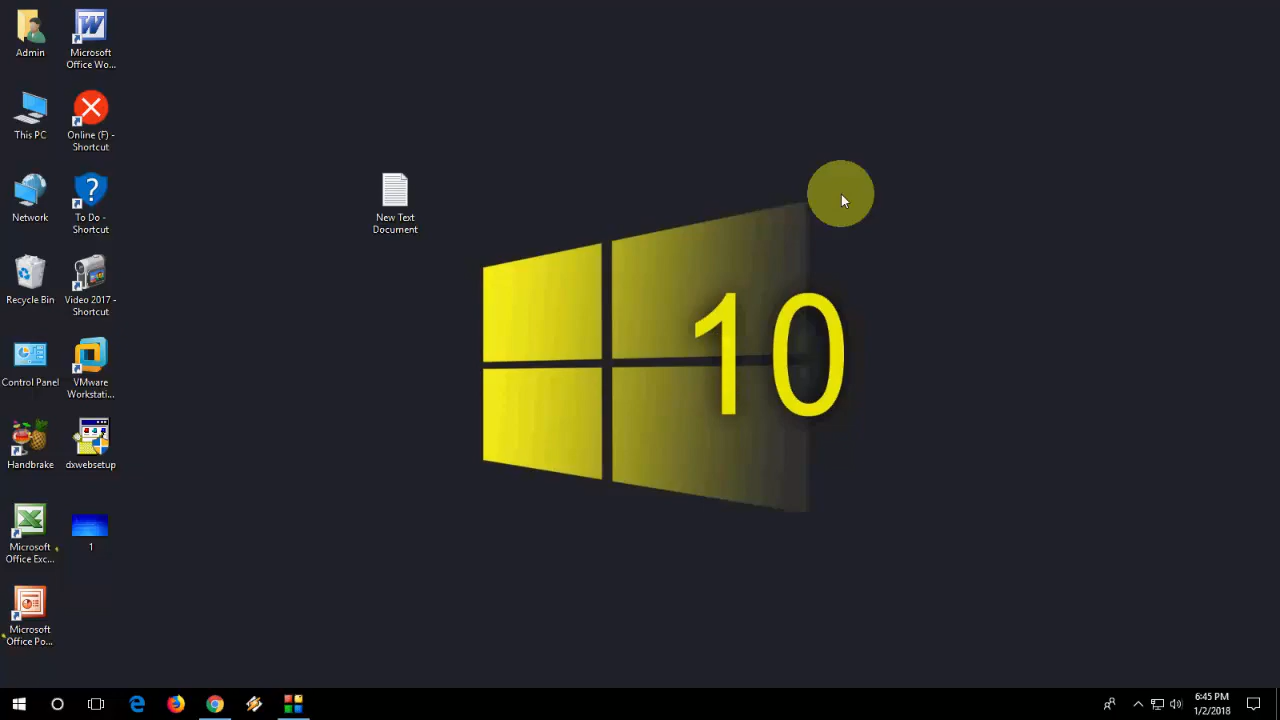 Admin
Microsoft
Office Wo...
This PC
Online (F) -
Shortcut
Network
To Do -
Shortcut
Recycle Bin
Video 2017 -
Shortcut
Control Panel
VMware
Workstati...
Handbrake
dxwebsetup
Microsoft
Office Exc...
1
Microsoft
Office Po...
New Text
Document
10
6:45 PM
1/2/2018